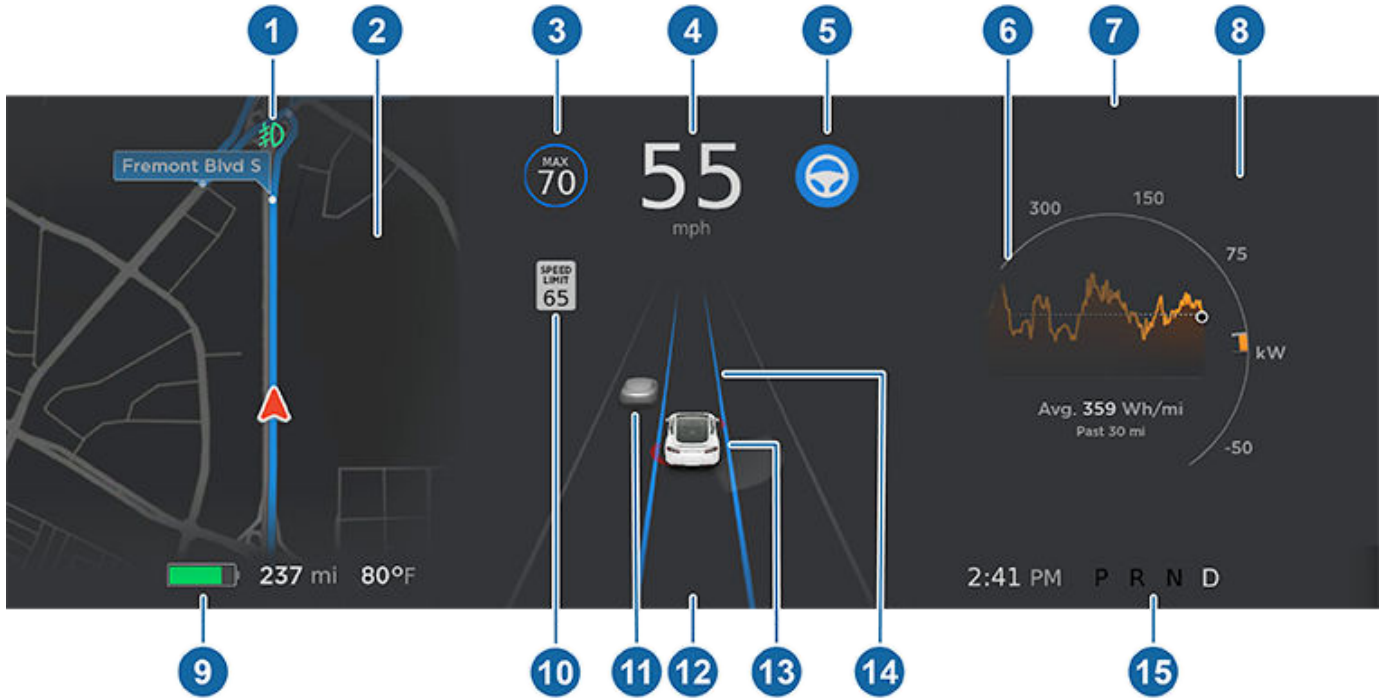 1 2 3 4 5 6 7 8
Fremont Blvd S
MAX
70
55
mph
SPEED
LIMIT
65
300 150
75
kW
-50
Avg. 359 Wh/mi
Past 30 mi
237 mi 80°F
2:41 PM P R N D
9 10 11 12 13 14 15